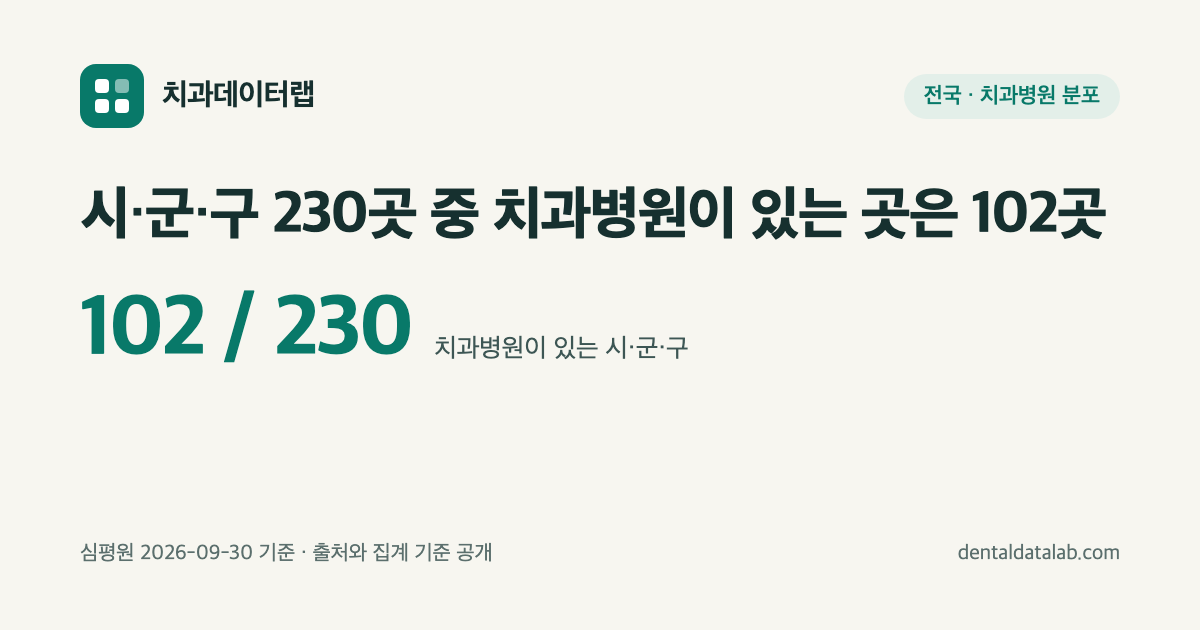 치과데이터랩
전국 · 치과병원 분포
시·군·구 230곳 중 치과병원이 있는 곳은 102곳
102 / 230 치과병원이 있는 시·군·구
심평원 2026-09-30 기준 · 출처와 집계 기준 공개
dentaldatalab.com